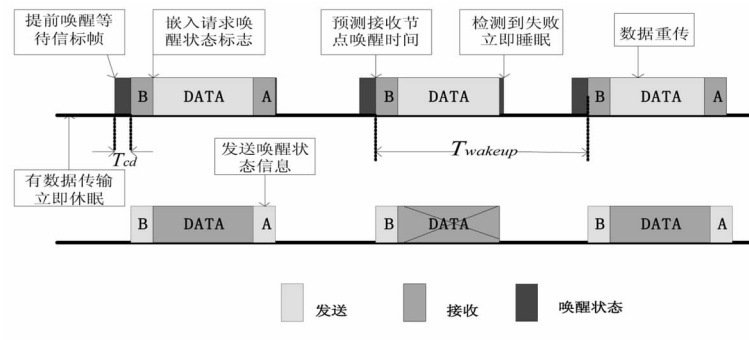 提前唤醒等
待信标帧
嵌入请求唤
醒状态标志
预测接收节
点唤醒时间
检测到失败
立即睡眠
数据重传
B DATA A
B DATA
B DATA A
Tcd
Twakeup
有数据传输
立即休眠
发送唤醒状
态信息
B DATA A
B DATA
B DATA A
发送
接收
唤醒状态